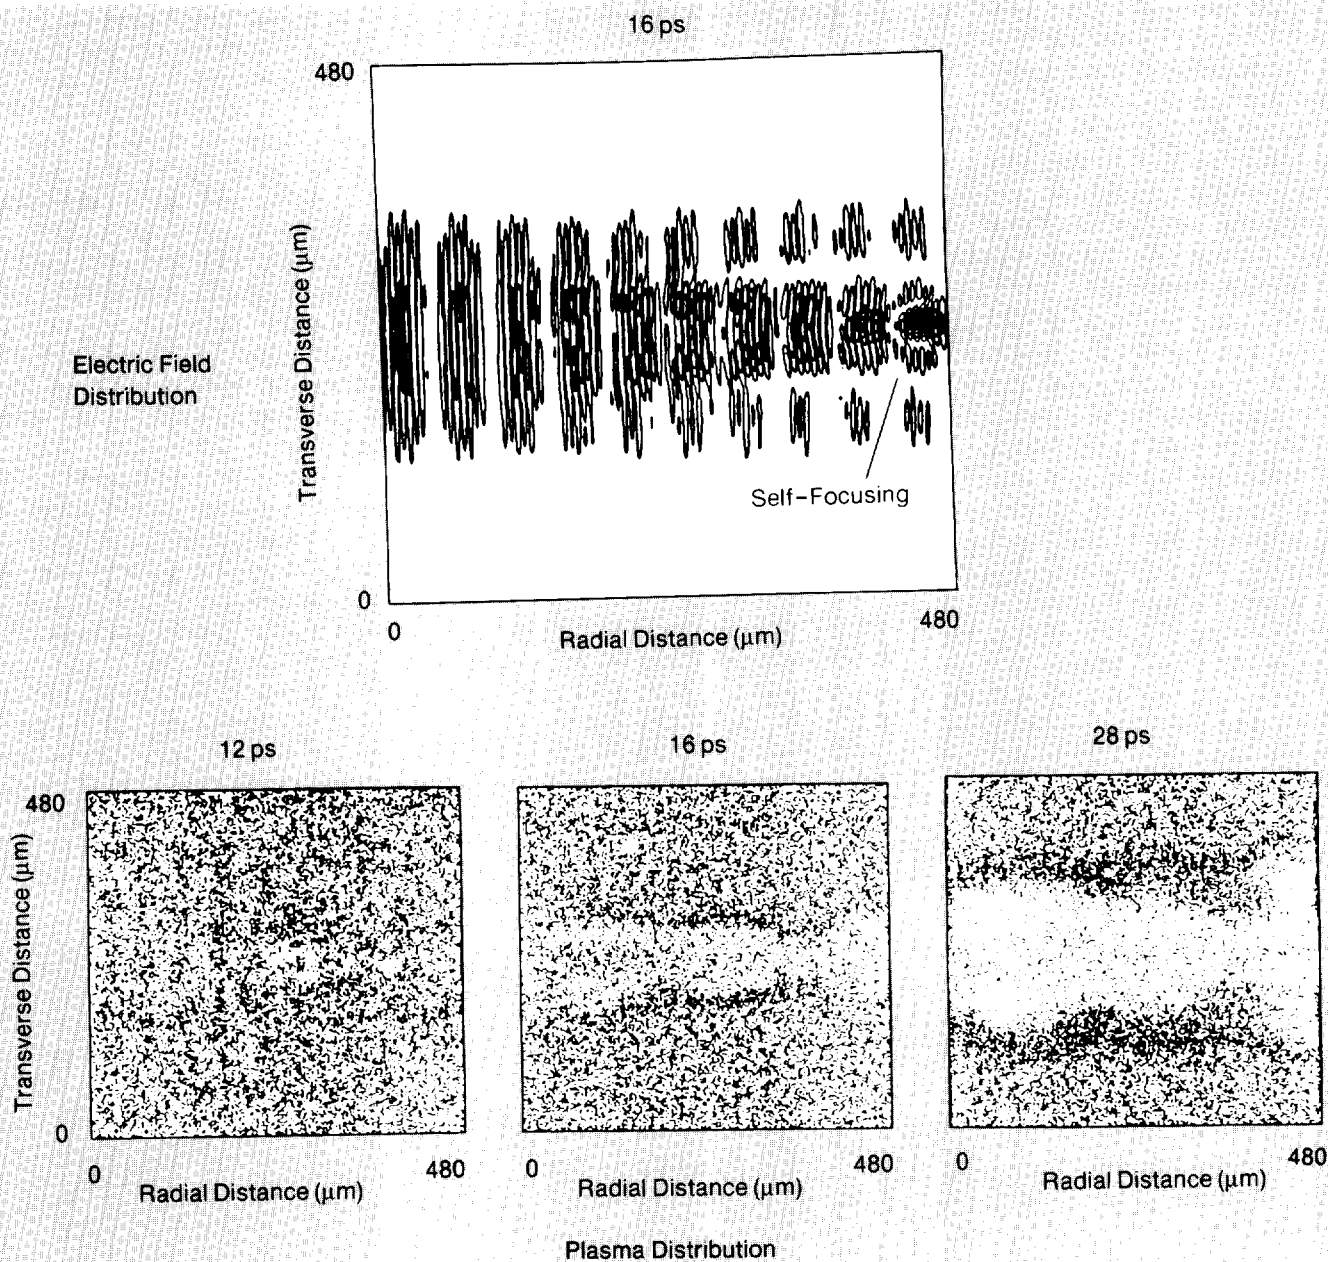 16 ps
480
Transverse Distance (μm)
Electric Field
Distribution
Self-Focusing
0
0
480
Radial Distance (μm)
12 ps
16 ps
28 ps
480
Transverse Distance (μm)
0
0
480
0
480
0
480
Radial Distance (μm)
Radial Distance (μm)
Radial Distance (μm)
Plasma Distribution